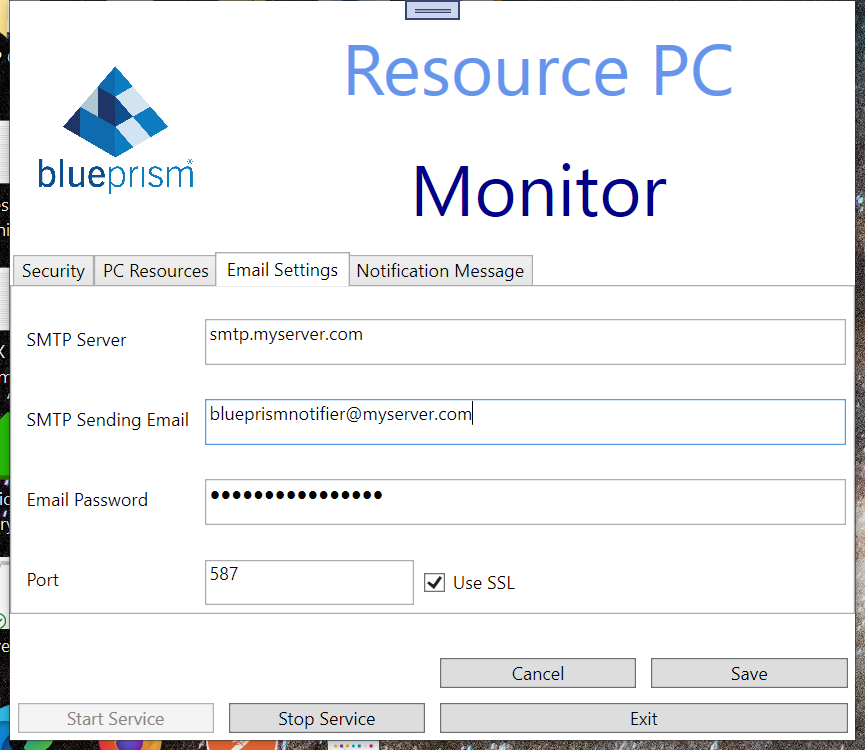 Resource PC
blueprism
Monitor
Security PC Resources Email Settings Notification Message
SMTP Server smtp.myserver.com
SMTP Sending Email blueprismnotifier@myserver.com
Email Password ••••••••••••••••
Port 587 Use SSL
Cancel Save
Start Service Stop Service Exit